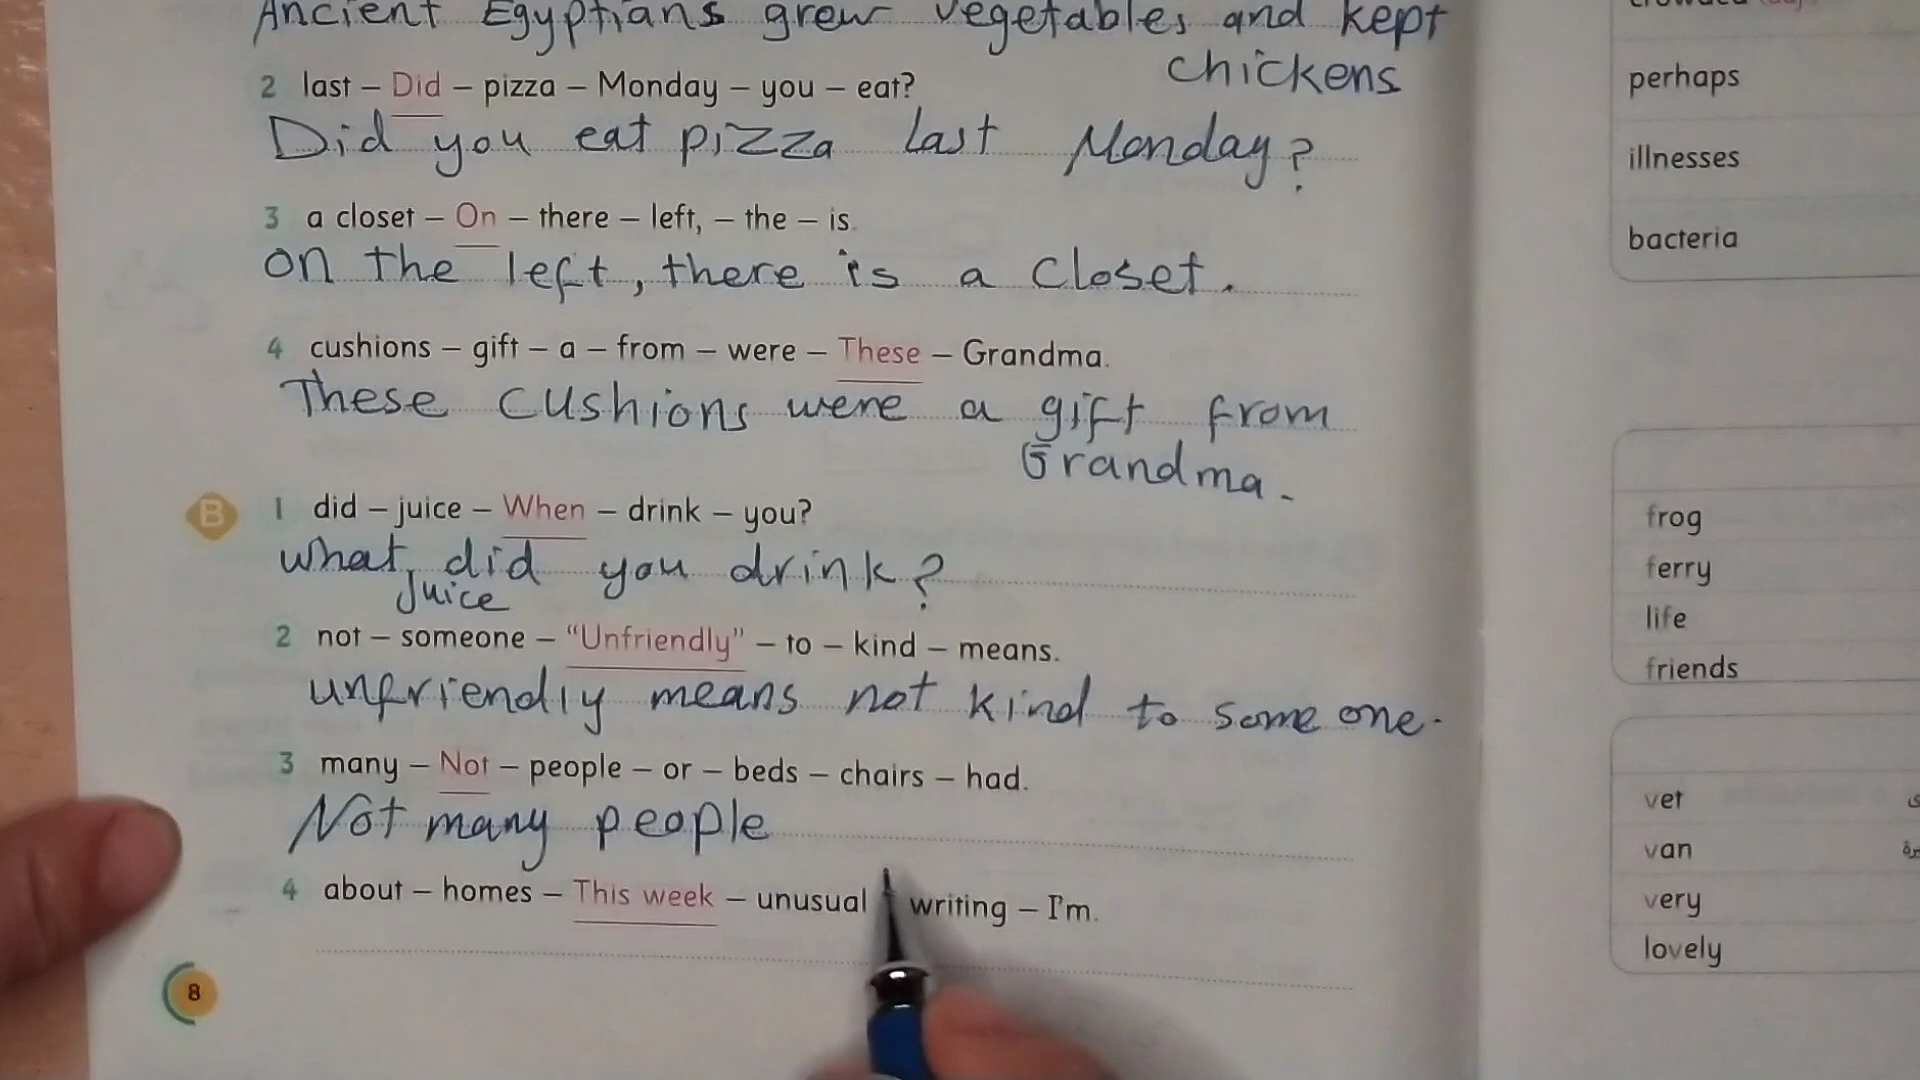 Ancient Egyptians grew vegetables and kept
chickens
2 last – Did – pizza – Monday – you – eat?
Did you eat pizza last Monday?
3 a closet – On – there – left, – the – is.
On the left, there is a closet.
4 cushions – gift – a – from – were – These – Grandma.
These cushions were a gift from
Grandma.
B 1 did – juice – When – drink – you?
what did you drink?
Juice
2 not – someone – “Unfriendly” – to – kind – means.
unfriendly means not kind to some one.
3 many – Not – people – or – beds – chairs – had.
Not many people
4 about – homes – This week – unusual writing – I'm.
8
perhaps
illnesses
bacteria
frog
ferry
life
friends
vet
van
very
lovely